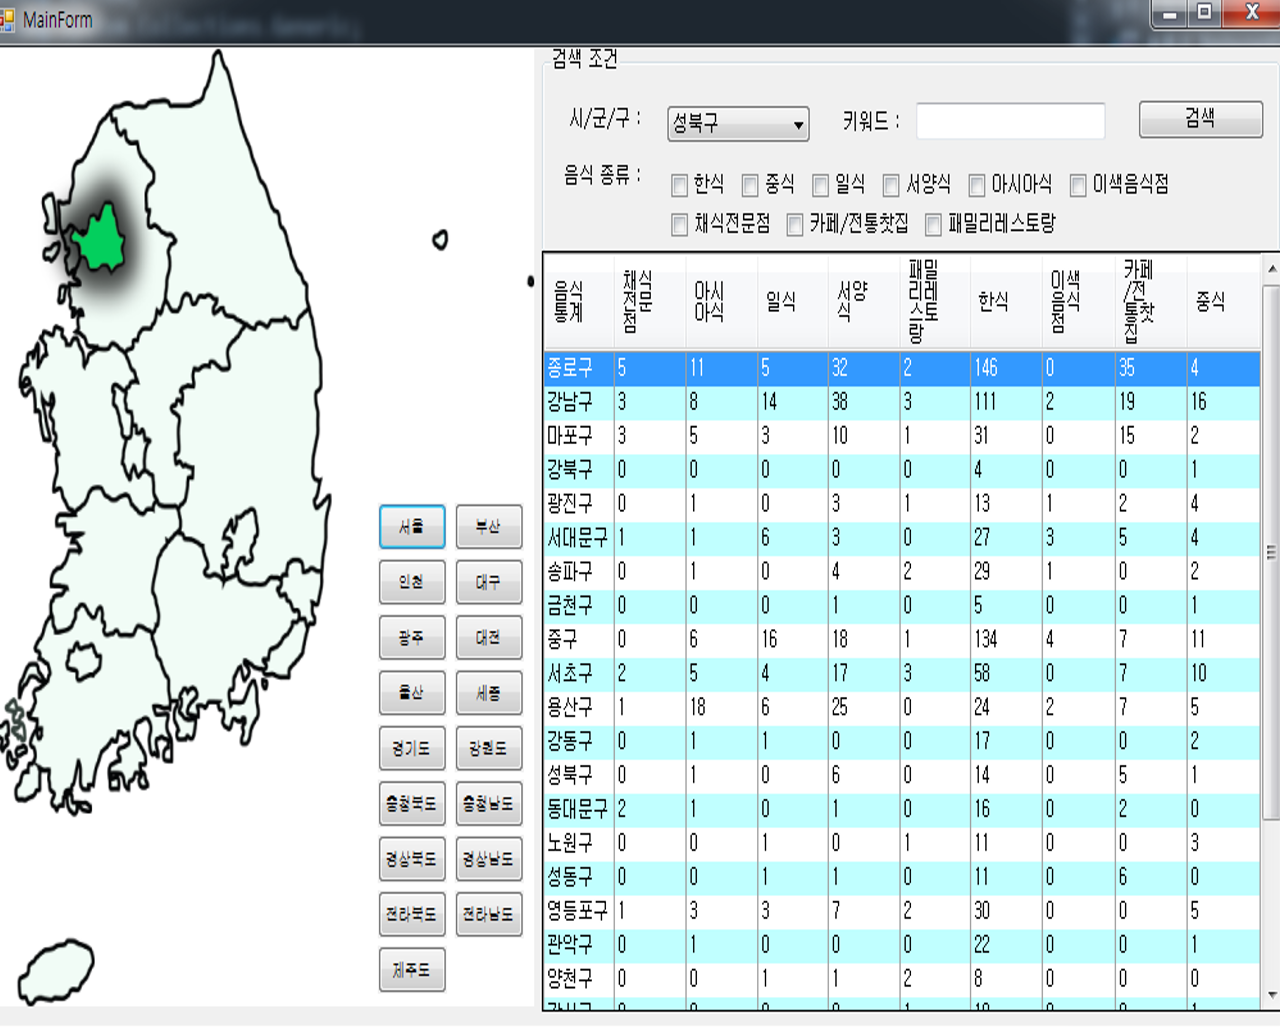 MainForm
검색 조건
시/군/구 : 성북구 키워드 : 검색
음식 종류 : 한식 중식 일식 서양식 아시아식 이색음식점
채식전문점 카페/전통찻집 패밀리레스토랑
음식통계 채식전문점 아시아식 일식 서양식 패밀리레스토랑 한식 이색음식점 카페/전통찻집 중식
종로구 5 11 5 32 2 146 0 35 4
강남구 3 8 14 38 3 111 2 19 16
마포구 3 5 3 10 1 31 0 15 2
강북구 0 0 0 0 0 4 0 0 1
광진구 0 1 0 3 1 13 1 2 4
서대문구 1 1 6 3 0 27 3 5 4
송파구 0 1 0 4 2 29 1 0 2
금천구 0 0 0 1 0 5 0 0 1
중구 0 6 16 18 1 134 4 7 11
서초구 2 5 4 17 3 58 0 7 10
용산구 1 18 6 25 0 24 2 7 5
강동구 0 1 1 0 0 17 0 0 2
성북구 0 1 0 6 0 14 0 5 1
동대문구 2 1 0 1 0 16 0 2 0
노원구 0 0 1 0 1 11 0 0 3
성동구 0 0 1 1 0 11 0 6 0
영등포구 1 3 3 7 2 30 0 0 5
관악구 0 1 0 0 0 22 0 0 1
양천구 0 0 1 1 2 8 0 0 0
서울 부산
인천 대구
광주 대전
울산 세종
경기도 강원도
충청북도 충청남도
경상북도 경상남도
전라북도 전라남도
제주도